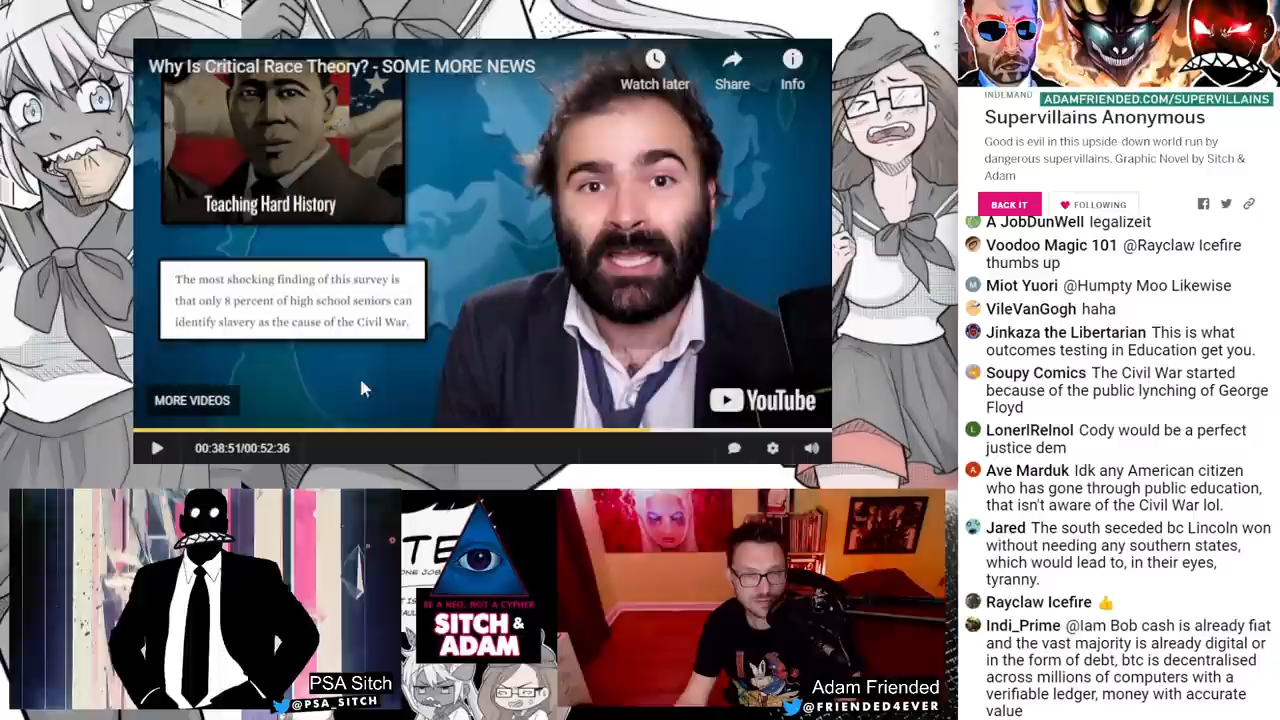 Why Is Critical Race Theory? - SOME MORE NEWS
Watch later
Share
Info
Teaching Hard History
The most shocking finding of this survey is
that only 8 percent of high school seniors can
identify slavery as the cause of the Civil War.
MORE VIDEOS
YouTube
00:38:51/00:52:36
BE A NEO, NOT A CYPHER
SITCH &
ADAM
PSA Sitch
@PSA_SITCH
Adam Friended
@FRIENDED4EVER
INDEMAND
ADAMFRIENDED.COM/SUPERVILLAINS
Supervillains Anonymous
Good is evil in this upside-down world run by
dangerous supervillains. Graphic Novel by Sitch &
Adam
BACK IT
FOLLOWING
A JobDunWell legalizeit
Voodoo Magic 101 @Rayclaw Icefire
thumbs up
Miot Yuori @Humpty Moo Likewise
VileVanGogh haha
Jinkaza the Libertarian This is what
outcomes testing in Education get you.
Soupy Comics The Civil War started
because of the public lynching of George
Floyd
LonerlRelnol Cody would be a perfect
justice dem
Ave Marduk Idk any American citizen
who has gone through public education,
that isn't aware of the Civil War lol.
Jared The south seceded bc Lincoln won
without needing any southern states,
which would lead to, in their eyes,
tyranny.
Rayclaw Icefire 👍
Indi_Prime @Iam Bob cash is already fiat
and the vast majority is already digital or
in the form of debt, btc is decentralised
across millions of computers with a
verifiable ledger, money with accurate
value